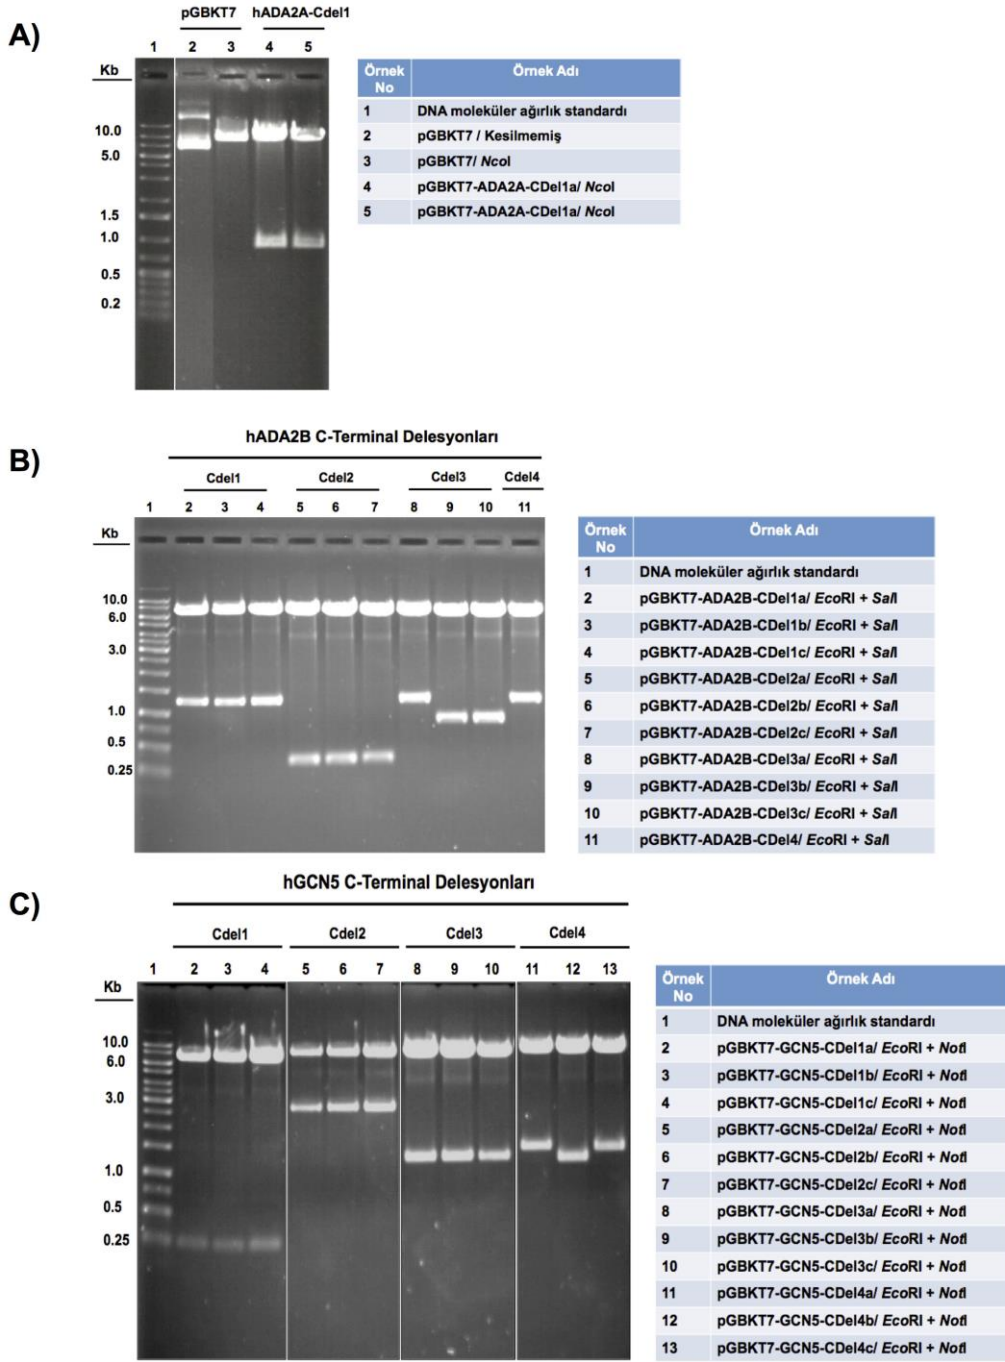 A)
pGBKT7 hADA2A-Cdel1
1 2 3 4 5
Kb
10.0
5.0
1.5
1.0
0.5
0.2
Örnek No Örnek Adı
1 DNA moleküler ağırlık standardı
2 pGBKT7 / Kesilmemiş
3 pGBKT7/ NcoI
4 pGBKT7-ADA2A-CDel1a/ NcoI
5 pGBKT7-ADA2A-CDel1a/ NcoI
B)
hADA2B C-Terminal Delesyonları
Cdel1 Cdel2 Cdel3 Cdel4
1 2 3 4 5 6 7 8 9 10 11
Kb
10.0
6.0
3.0
1.0
0.5
0.25
Örnek No Örnek Adı
1 DNA moleküler ağırlık standardı
2 pGBKT7-ADA2B-CDel1a/ EcoRI + SalI
3 pGBKT7-ADA2B-CDel1b/ EcoRI + SalI
4 pGBKT7-ADA2B-CDel1c/ EcoRI + SalI
5 pGBKT7-ADA2B-CDel2a/ EcoRI + SalI
6 pGBKT7-ADA2B-CDel2b/ EcoRI + SalI
7 pGBKT7-ADA2B-CDel2c/ EcoRI + SalI
8 pGBKT7-ADA2B-CDel3a/ EcoRI + SalI
9 pGBKT7-ADA2B-CDel3b/ EcoRI + SalI
10 pGBKT7-ADA2B-CDel3c/ EcoRI + SalI
11 pGBKT7-ADA2B-CDel4/ EcoRI + SalI
C)
hGCN5 C-Terminal Delesyonları
Cdel1 Cdel2 Cdel3 Cdel4
1 2 3 4 5 6 7 8 9 10 11 12 13
Kb
10.0
6.0
3.0
1.0
0.5
0.25
Örnek No Örnek Adı
1 DNA moleküler ağırlık standardı
2 pGBKT7-GCN5-CDel1a/ EcoRI + NotI
3 pGBKT7-GCN5-CDel1b/ EcoRI + NotI
4 pGBKT7-GCN5-CDel1c/ EcoRI + NotI
5 pGBKT7-GCN5-CDel2a/ EcoRI + NotI
6 pGBKT7-GCN5-CDel2b/ EcoRI + NotI
7 pGBKT7-GCN5-CDel2c/ EcoRI + NotI
8 pGBKT7-GCN5-CDel3a/ EcoRI + NotI
9 pGBKT7-GCN5-CDel3b/ EcoRI + NotI
10 pGBKT7-GCN5-CDel3c/ EcoRI + NotI
11 pGBKT7-GCN5-CDel4a/ EcoRI + NotI
12 pGBKT7-GCN5-CDel4b/ EcoRI + NotI
13 pGBKT7-GCN5-CDel4c/ EcoRI + NotI